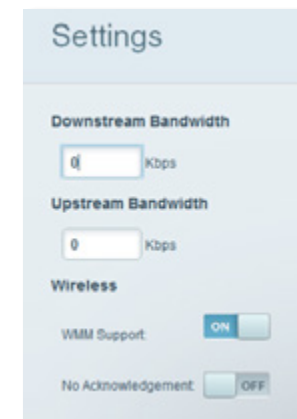 Settings
Downstream Bandwidth
0 Kbps
Upstream Bandwidth
0 Kbps
Wireless
WMM Support: ON
No Acknowledgement: OFF